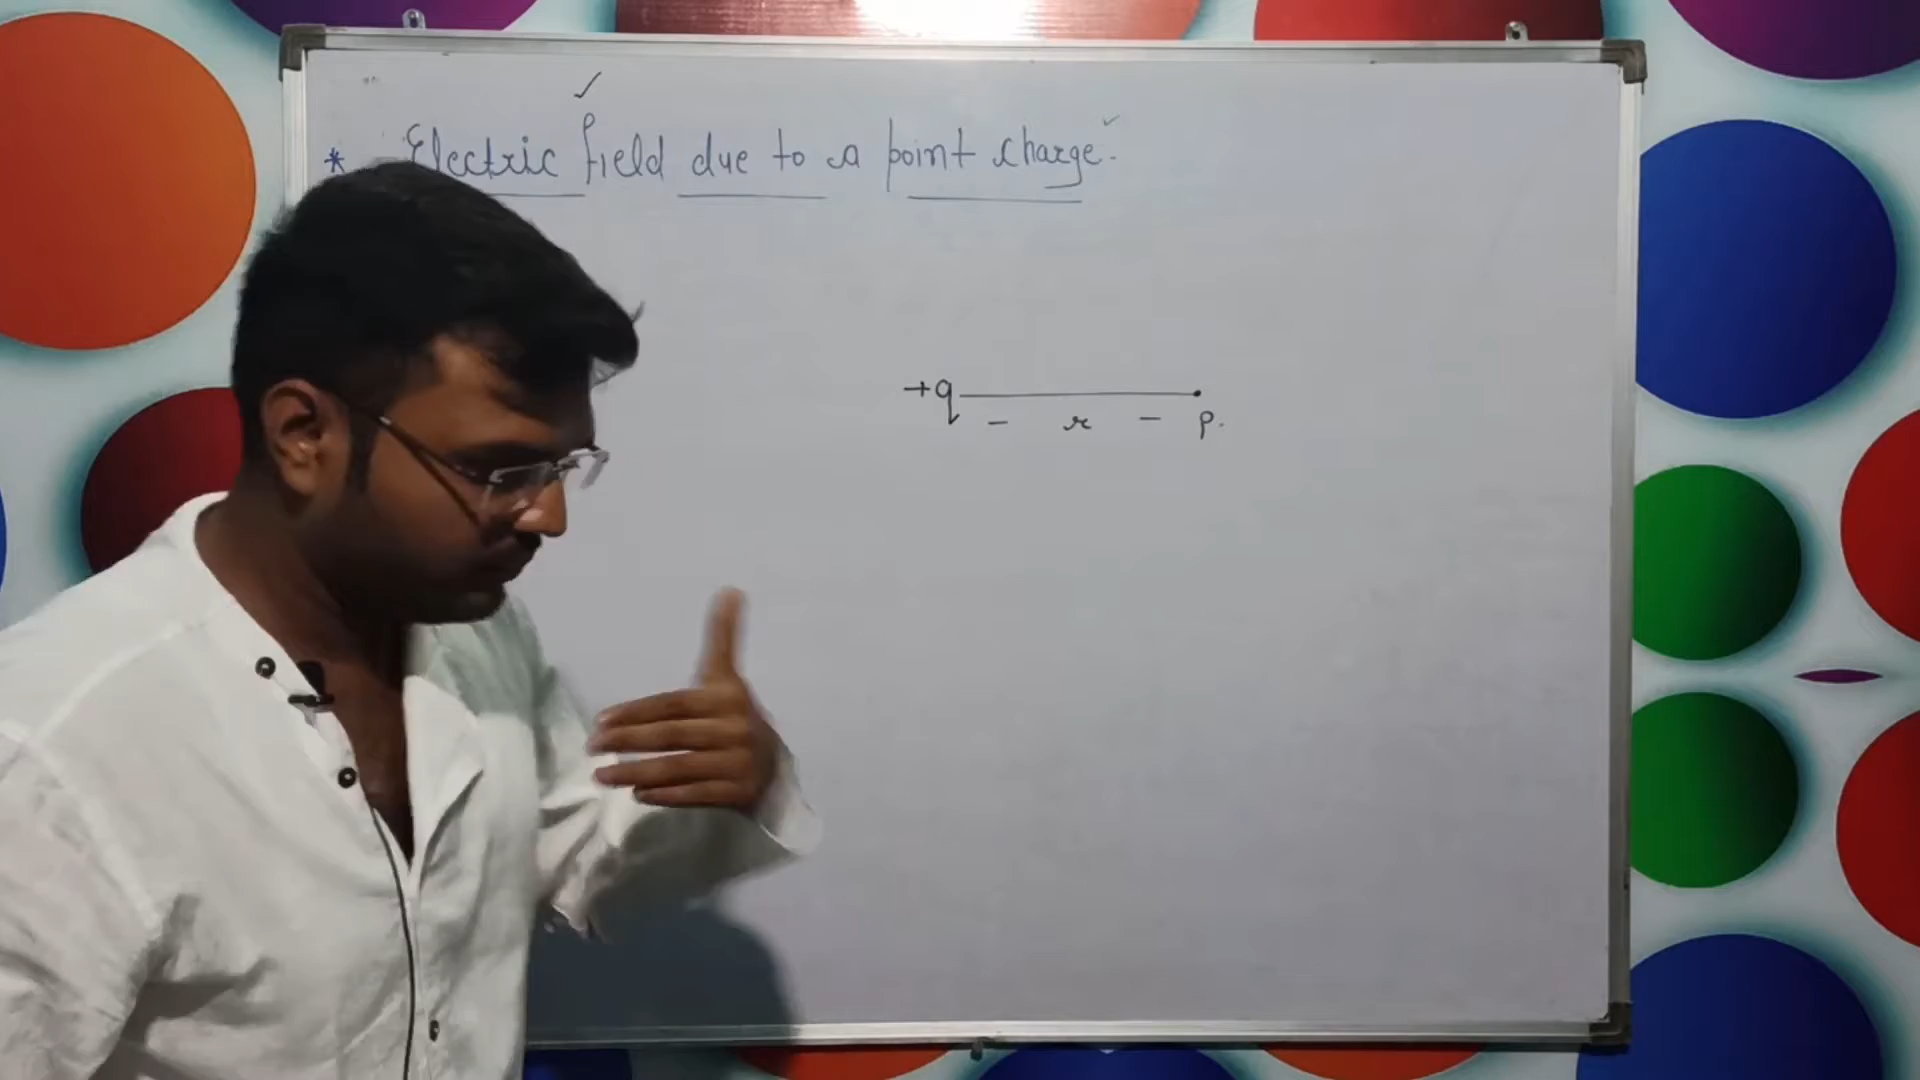 * Electric field due to a point charge.
+q
- r - p.